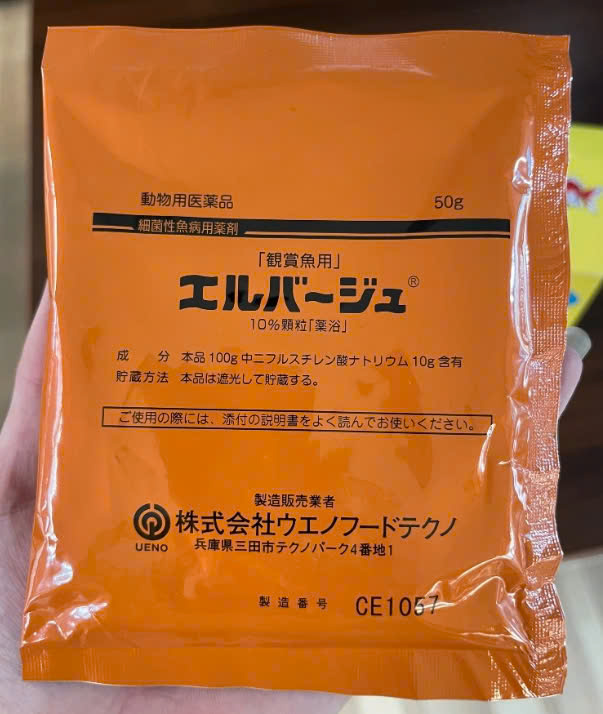 動物用医薬品 50g
細菌性魚病用薬剤
「観賞魚用」
エルバージュ®
10%顆粒「薬浴」
成 分 本品100g中ニフルスチレン酸ナトリウム10g含有
貯蔵方法 本品は遮光して貯蔵する。
ご使用の際には、添付の説明書をよく読んでお使いください。
製造販売業者
UENO 株式会社ウエノフードテクノ
兵庫県三田市テクノパーク4番地1
製造番号 CE1057